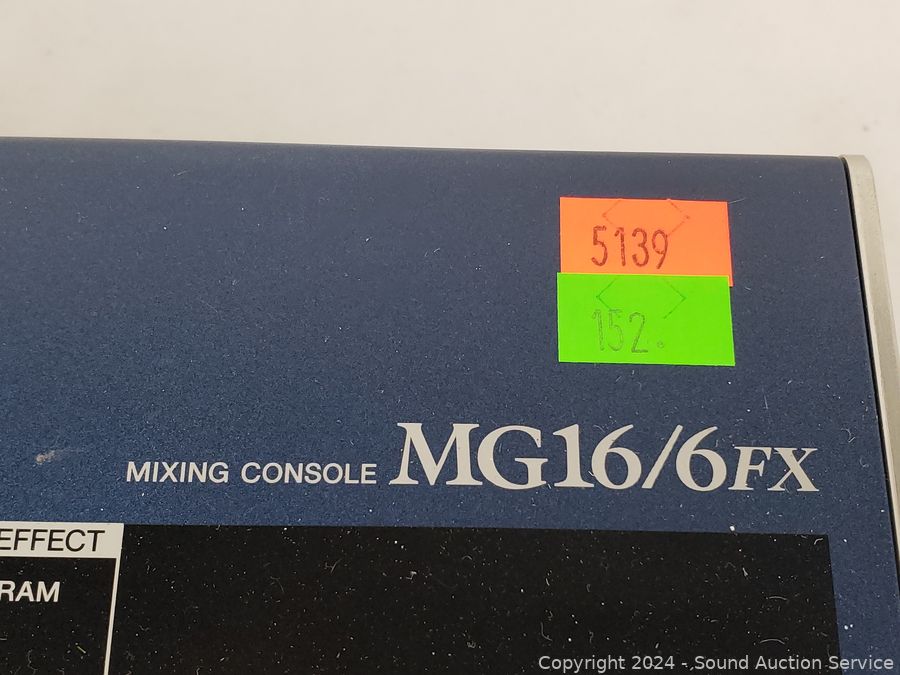 5139
152.
MIXING CONSOLE MG16/6FX
EFFECT
RAM
Copyright 2024 - Sound Auction Service